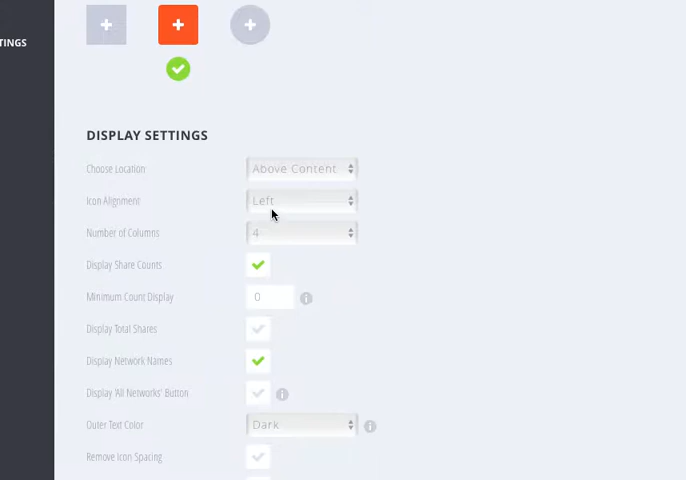 TINGS
DISPLAY SETTINGS
Choose Location Above Content
Icon Alignment Left
Number of Columns 4
Display Share Counts
Minimum Count Display 0
Display Total Shares
Display Network Names
Display 'All Networks' Button
Outer Text Color Dark
Remove Icon Spacing